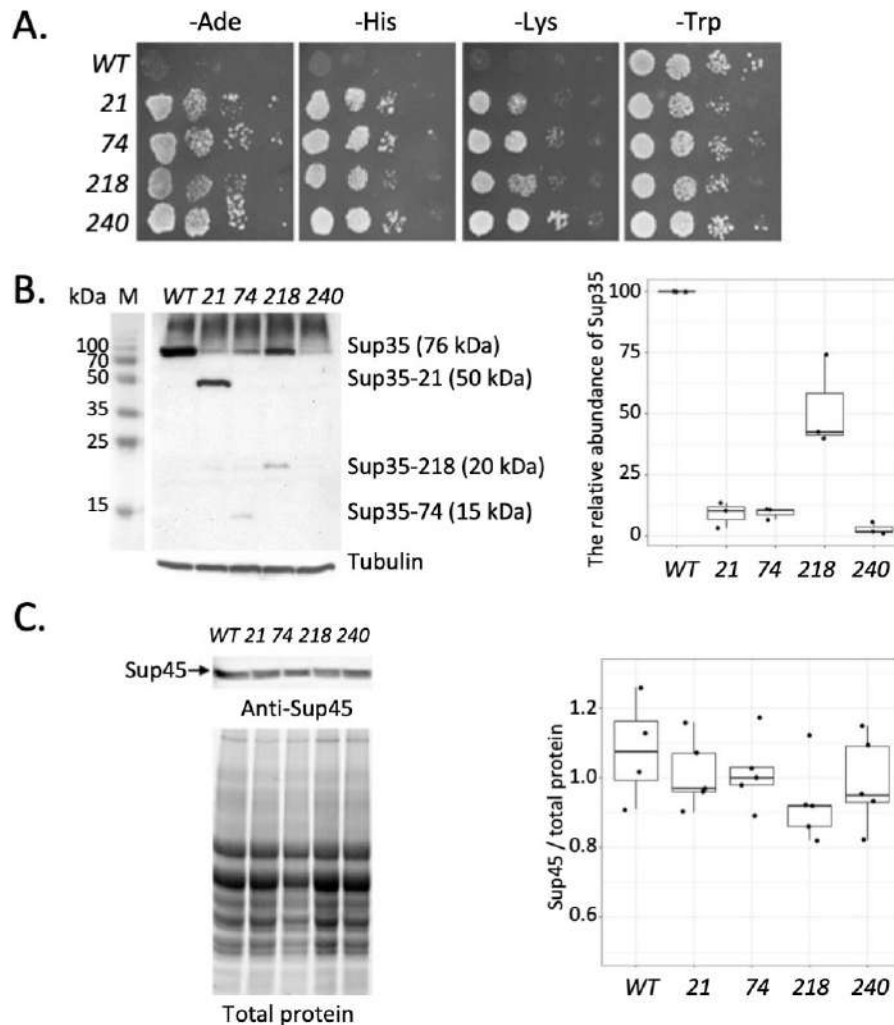 A.
-Ade -His -Lys -Trp
WT
21
74
218
240
B.
kDa M WT 21 74 218 240
100
70
50
35
25
15
Sup35 (76 kDa)
Sup35-21 (50 kDa)
Sup35-218 (20 kDa)
Sup35-74 (15 kDa)
Tubulin
The relative abundance of Sup35
100
75
50
25
0
WT 21 74 218 240
C.
WT 21 74 218 240
Sup45
Anti-Sup45
Total protein
Sup45 / total protein
1.2
1.0
0.8
0.6
WT 21 74 218 240